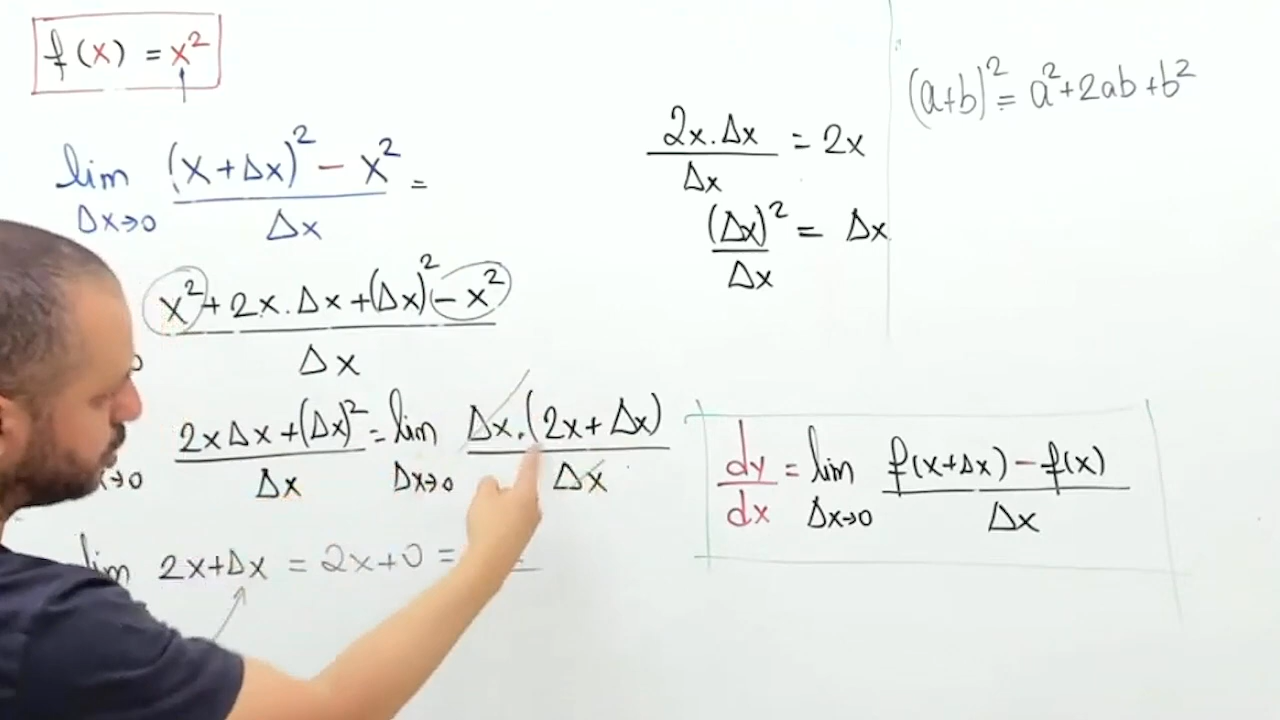 f(x) = x²
lim (x+Δx)² − x² =
Δx→0 Δx
x² + 2x.Δx + (Δx)² − x²
0 Δx
2xΔx + (Δx)² = lim Δx.(2x + Δx)
x→0 Δx Δx→0 Δx
lim 2x+Δx = 2x+0 =
2x.Δx = 2x
Δx
(Δx)² = Δx
Δx
(a+b)² = a²+2ab+b²
dy = lim f(x+Δx) − f(x)
dx Δx→0 Δx